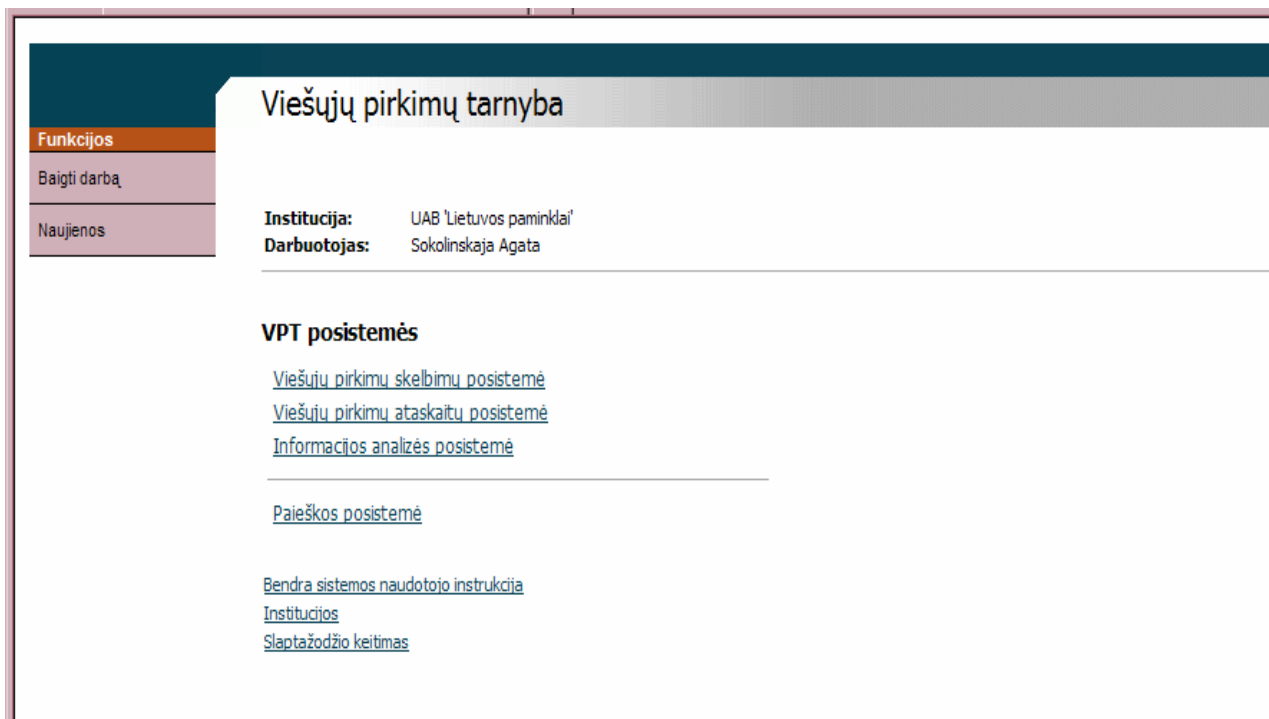 Viešųjų pirkimų tarnyba
Funkcijos
Baigti darbą
Naujienos
Institucija: UAB 'Lietuvos paminklai'
Darbuotojas: Sokolinskaja Agata
VPT posistemės
Viešųjų pirkimų skelbimų posistemė
Viešųjų pirkimų ataskaitų posistemė
Informacijos analizės posistemė
Paieškos posistemė
Bendra sistemos naudotojo instrukcija
Institucijos
Slaptažodžio keitimas